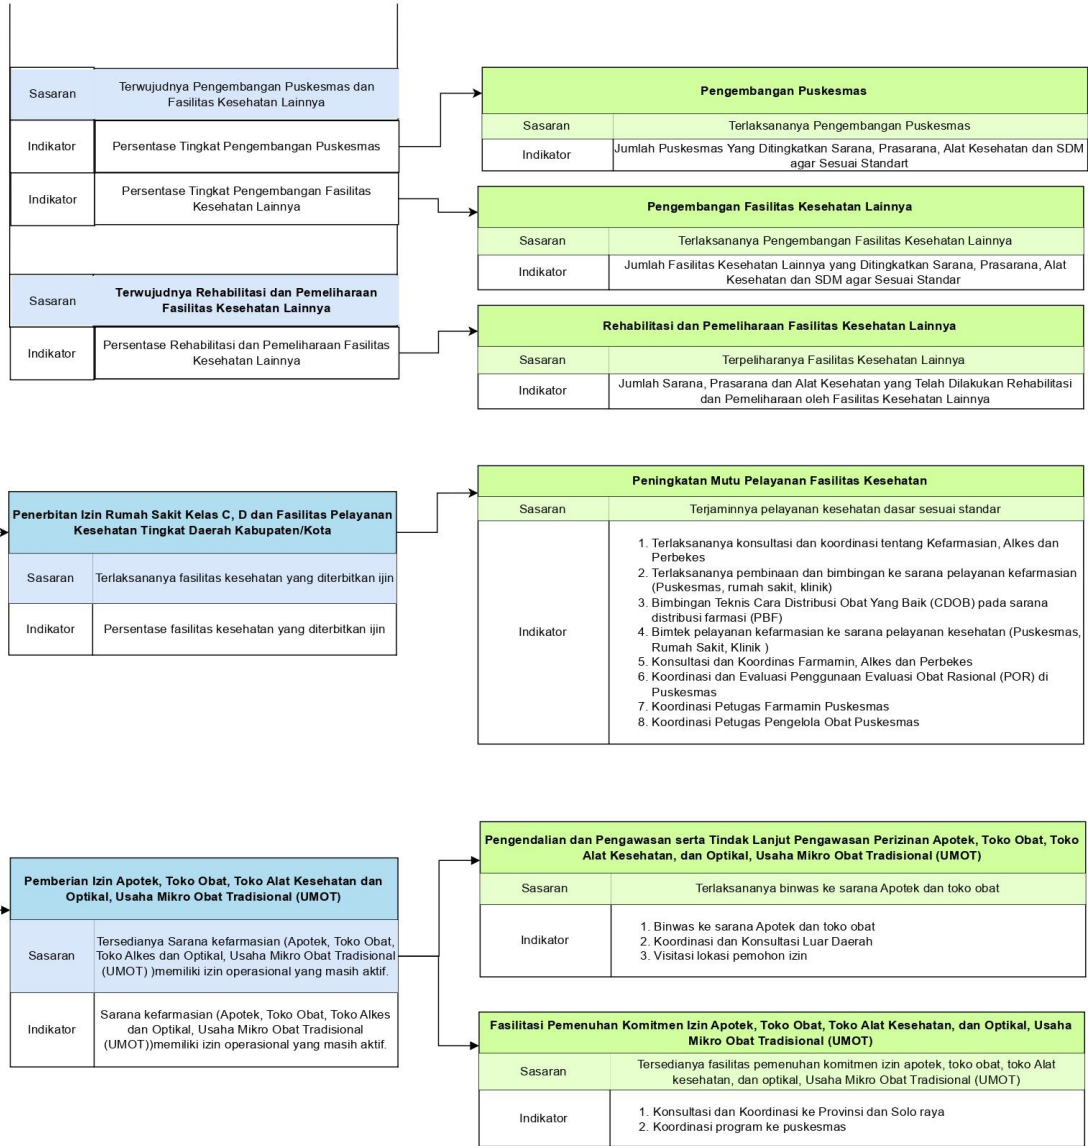 Sasaran
Terwujudnya Pengembangan Puskesmas dan
Fasilitas Kesehatan Lainnya
Indikator
Persentase Tingkat Pengembangan Puskesmas
Indikator
Persentase Tingkat Pengembangan Fasilitas
Kesehatan Lainnya
Sasaran
Terwujudnya Rehabilitasi dan Pemeliharaan
Fasilitas Kesehatan Lainnya
Indikator
Persentase Rehabilitasi dan Pemeliharaan Fasilitas
Kesehatan Lainnya
Pengembangan Puskesmas
Sasaran
Terlaksananya Pengembangan Puskesmas
Indikator
Jumlah Puskesmas Yang Ditingkatkan Sarana, Prasarana, Alat Kesehatan dan SDM
agar Sesuai Standart
Pengembangan Fasilitas Kesehatan Lainnya
Sasaran
Terlaksananya Pengembangan Fasilitas Kesehatan Lainnya
Indikator
Jumlah Fasilitas Kesehatan Lainnya yang Ditingkatkan Sarana, Prasarana, Alat
Kesehatan dan SDM agar Sesuai Standar
Rehabilitasi dan Pemeliharaan Fasilitas Kesehatan Lainnya
Sasaran
Terpeliharanya Fasilitas Kesehatan Lainnya
Indikator
Jumlah Sarana, Prasarana dan Alat Kesehatan yang Telah Dilakukan Rehabilitasi
dan Pemeliharaan oleh Fasilitas Kesehatan Lainnya
Penerbitan Izin Rumah Sakit Kelas C, D dan Fasilitas Pelayanan
Kesehatan Tingkat Daerah Kabupaten/Kota
Sasaran
Terlaksananya fasilitas kesehatan yang diterbitkan ijin
Indikator
Persentase fasilitas kesehatan yang diterbitkan ijin
Peningkatan Mutu Pelayanan Fasilitas Kesehatan
Sasaran
Terjaminnya pelayanan kesehatan dasar sesuai standar
Indikator
1. Terlaksananya konsultasi dan koordinasi tentang Kefarmasian, Alkes dan
Perbekes
2. Terlaksananya pembinaan dan bimbingan ke sarana pelayanan kefarmasian
(Puskesmas, rumah sakit, klinik)
3. Bimbingan Teknis Cara Distribusi Obat Yang Baik (CDOB) pada sarana
distribusi farmasi (PBF)
4. Bimtek pelayanan kefarmasian ke sarana pelayanan kesehatan (Puskesmas,
Rumah Sakit, Klinik )
5. Konsultasi dan Koordinas Farmamin, Alkes dan Perbekes
6. Koordinasi dan Evaluasi Penggunaan Evaluasi Obat Rasional (POR) di
Puskesmas
7. Koordinasi Petugas Farmamin Puskesmas
8. Koordinasi Petugas Pengelola Obat Puskesmas
Pemberian Izin Apotek, Toko Obat, Toko Alat Kesehatan dan
Optikal, Usaha Mikro Obat Tradisional (UMOT)
Sasaran
Tersedianya Sarana kefarmasian (Apotek, Toko Obat,
Toko Alkes dan Optikal, Usaha Mikro Obat Tradisional
(UMOT) )memiliki izin operasional yang masih aktif.
Indikator
Sarana kefarmasian (Apotek, Toko Obat, Toko Alkes
dan Optikal, Usaha Mikro Obat Tradisional
(UMOT))memiliki izin operasional yang masih aktif.
Pengendalian dan Pengawasan serta Tindak Lanjut Pengawasan Perizinan Apotek, Toko Obat, Toko
Alat Kesehatan, dan Optikal, Usaha Mikro Obat Tradisional (UMOT)
Sasaran
Terlaksananya binwas ke sarana Apotek dan toko obat
Indikator
1. Binwas ke sarana Apotek dan toko obat
2. Koordinasi dan Konsultasi Luar Daerah
3. Visitasi lokasi pemohon izin
Fasilitasi Pemenuhan Komitmen Izin Apotek, Toko Obat, Toko Alat Kesehatan, dan Optikal, Usaha
Mikro Obat Tradisional (UMOT)
Sasaran
Tersedianya fasilitas pemenuhan komitmen izin apotek, toko obat, toko Alat
kesehatan, dan optikal, Usaha Mikro Obat Tradisional (UMOT)
Indikator
1. Konsultasi dan Koordinasi ke Provinsi dan Solo raya
2. Koordinasi program ke puskesmas